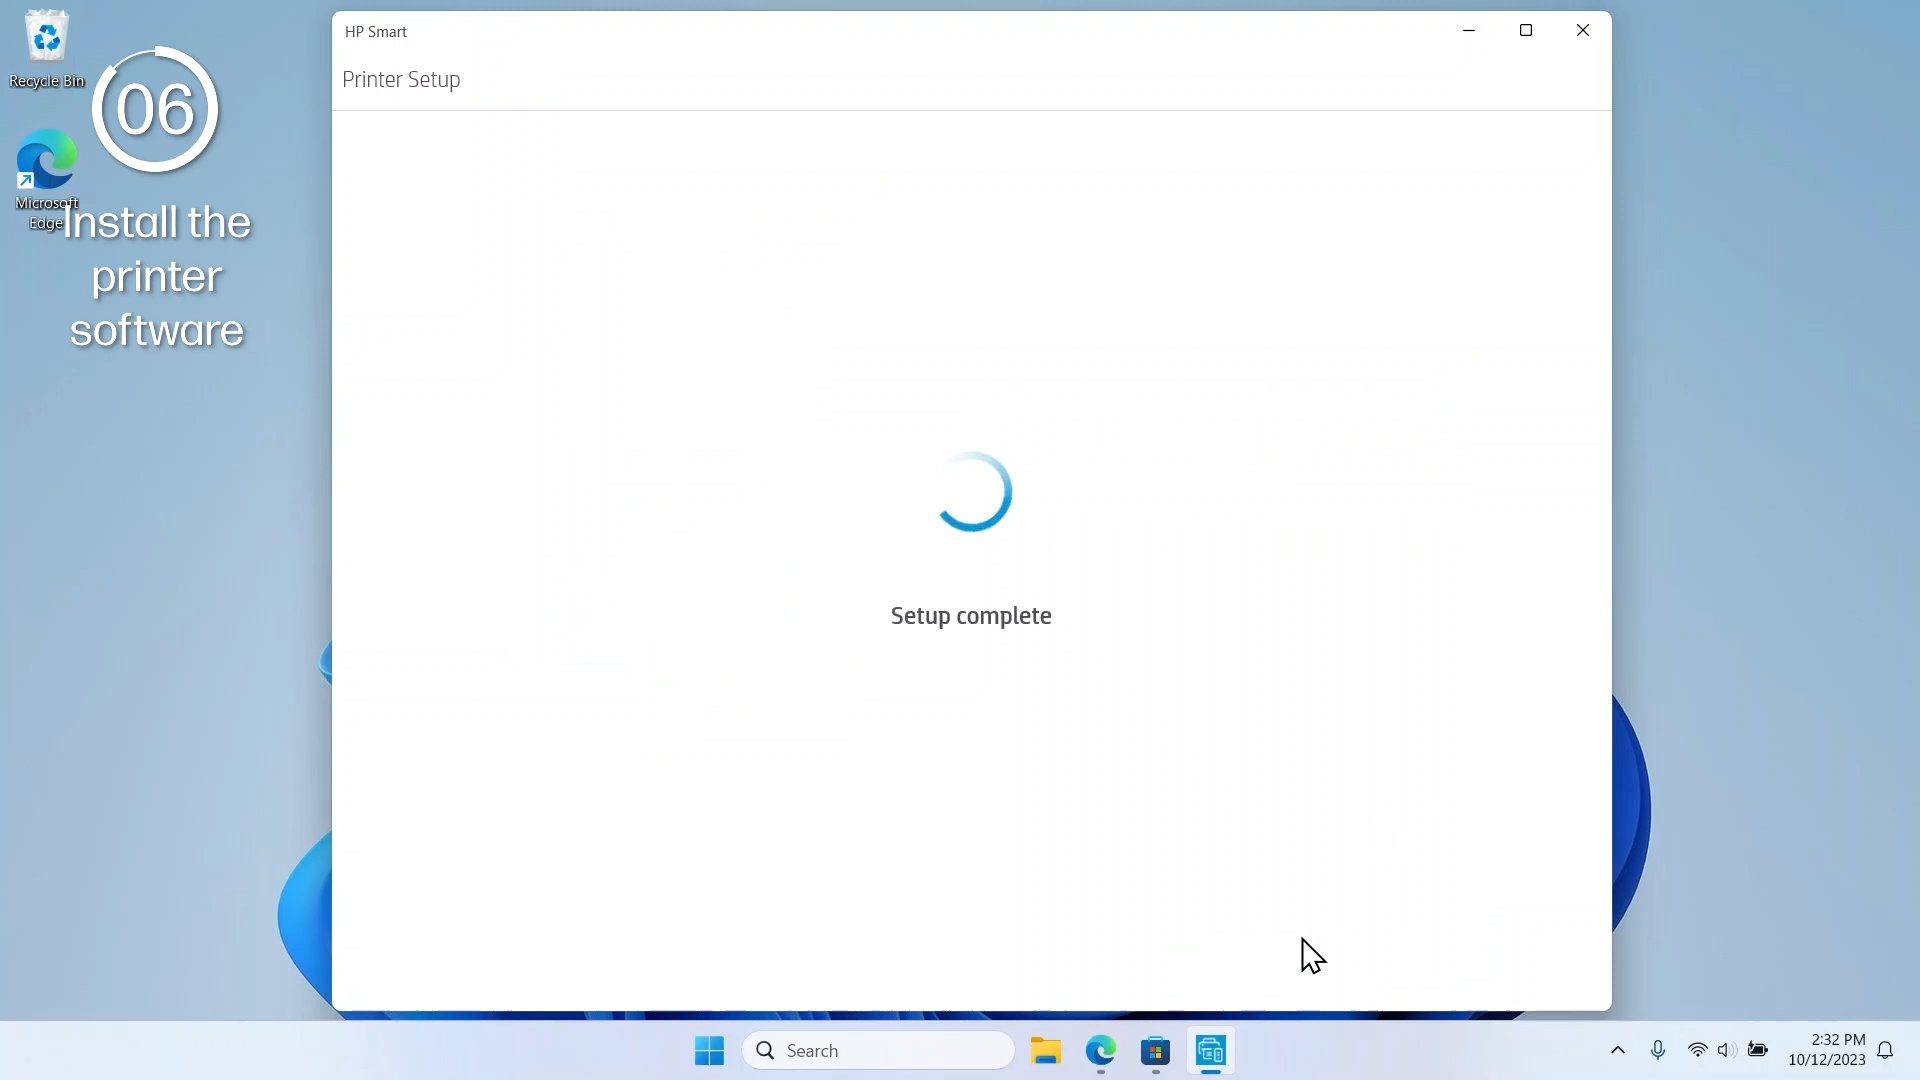 HP Smart
Printer Setup
Recycle Bin
06
Microsoft
Edge
Install the
printer
software
Setup complete
Search
2:32 PM
10/12/2023